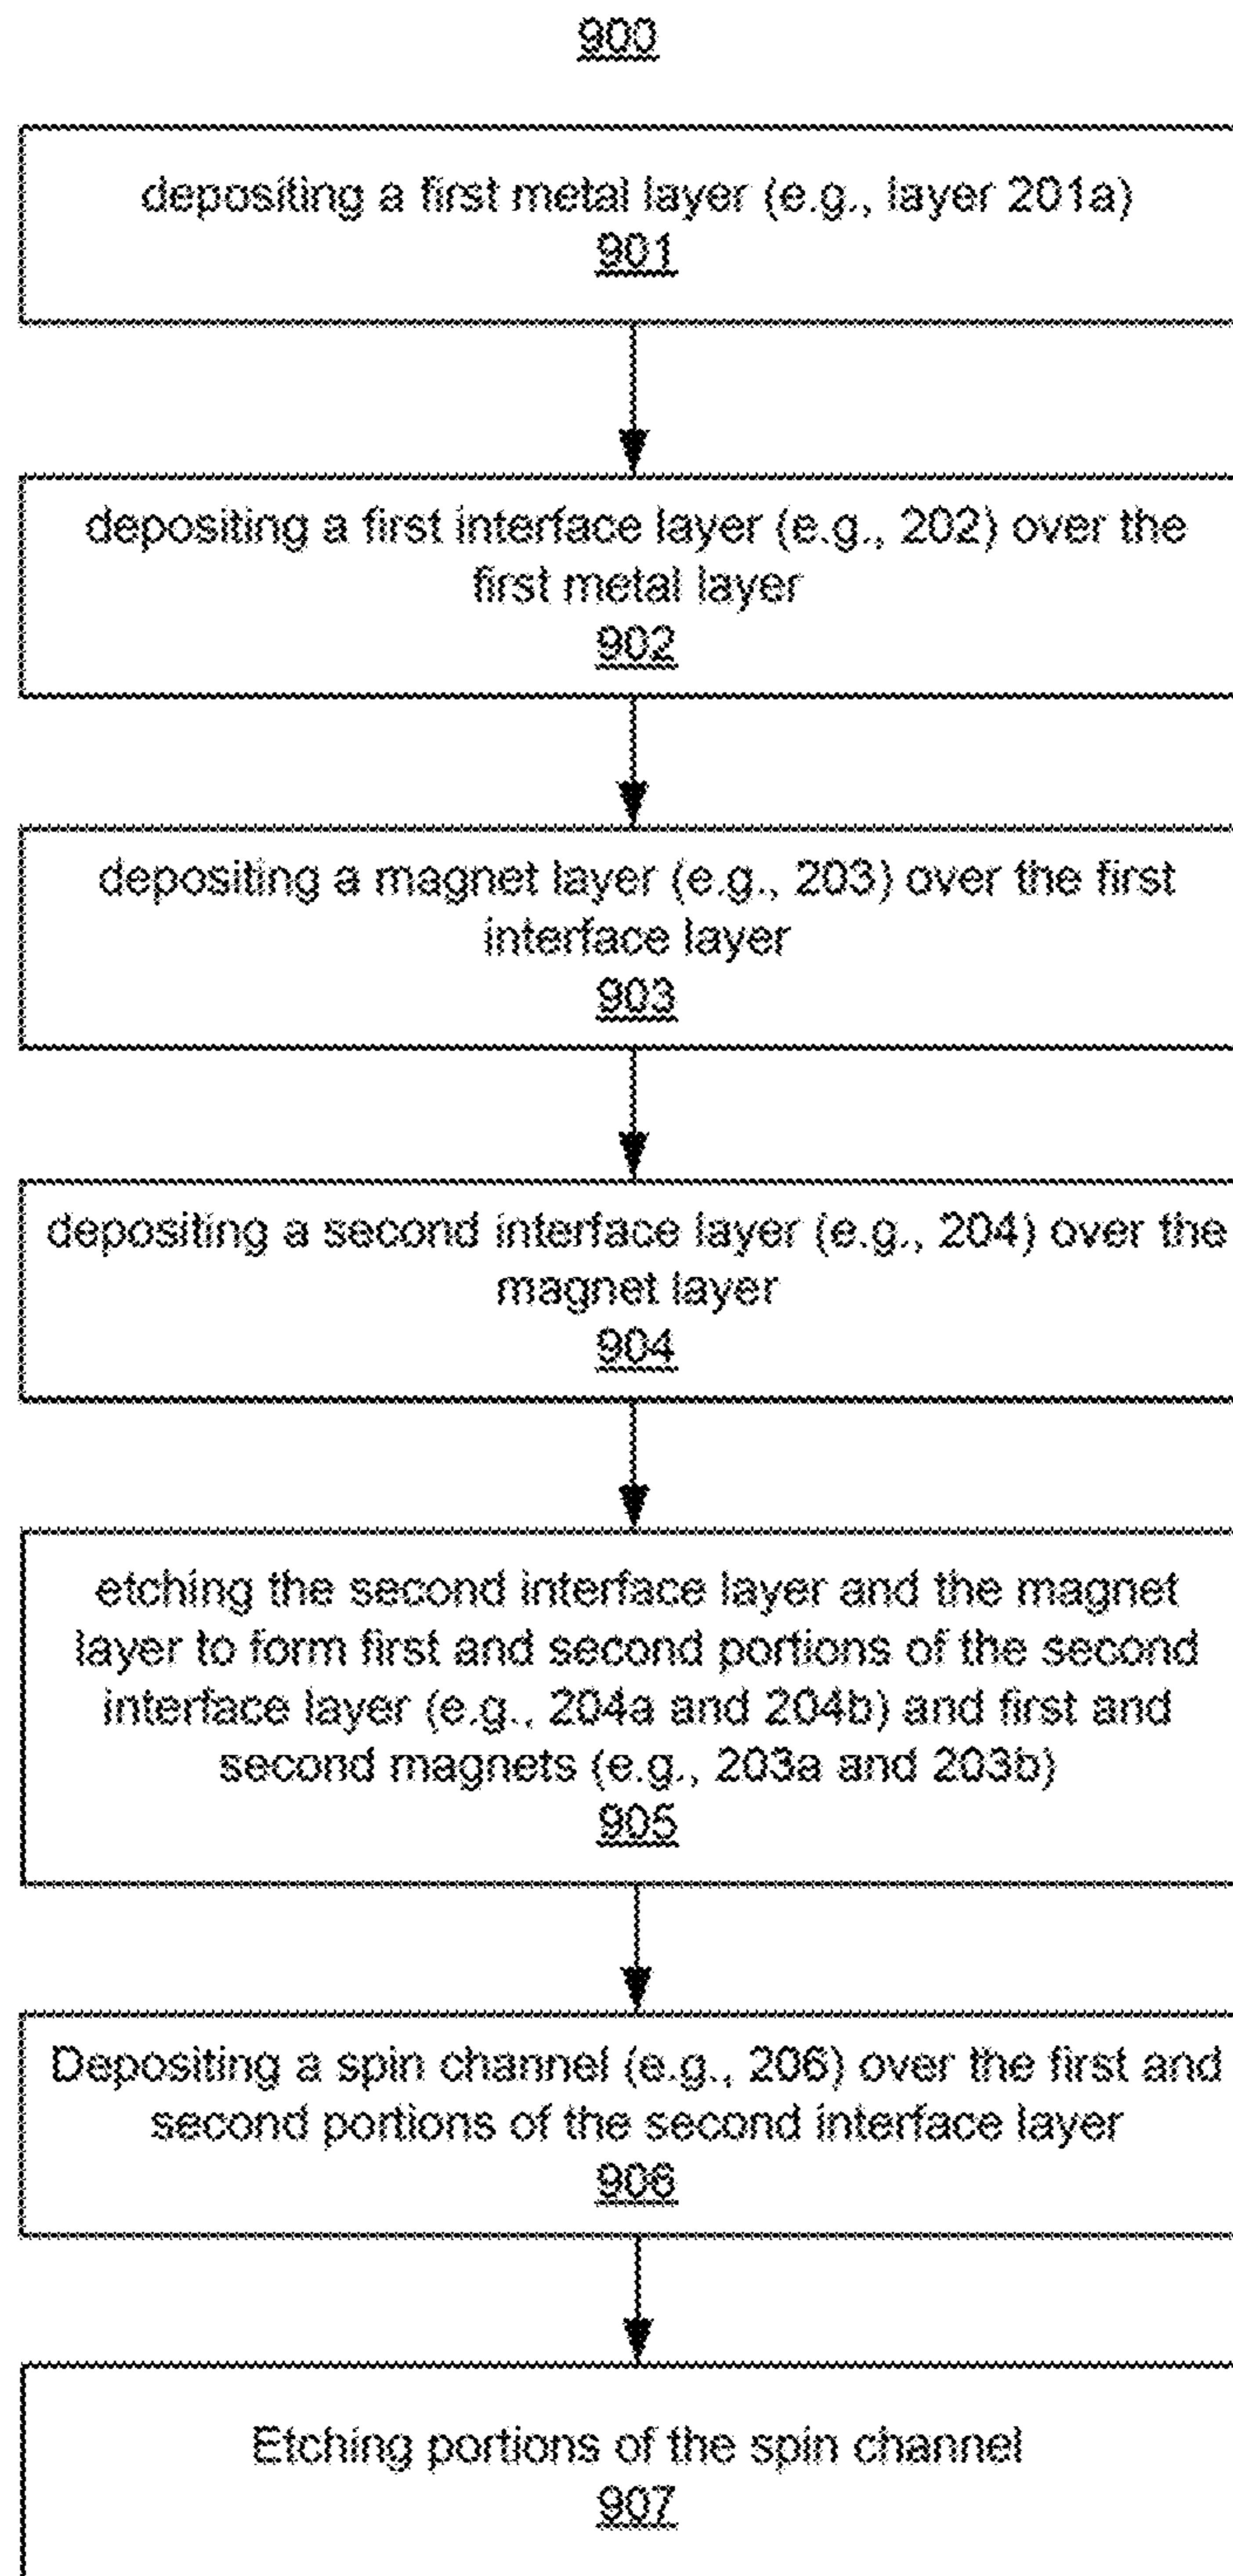 900
depositing a first metal layer (e.g., layer 201a)
901
depositing a first interface layer (e.g., 202) over the
first metal layer
902
depositing a magnet layer (e.g., 203) over the first
interface layer
903
depositing a second interface layer (e.g., 204) over the
magnet layer
904
etching the second interface layer and the magnet
layer to form first and second portions of the second
interface layer (e.g., 204a and 204b) and first and
second magnets (e.g., 203a and 203b)
905
Depositing a spin channel (e.g., 206) over the first and
second portions of the second interface layer
906
Etching portions of the spin channel
907